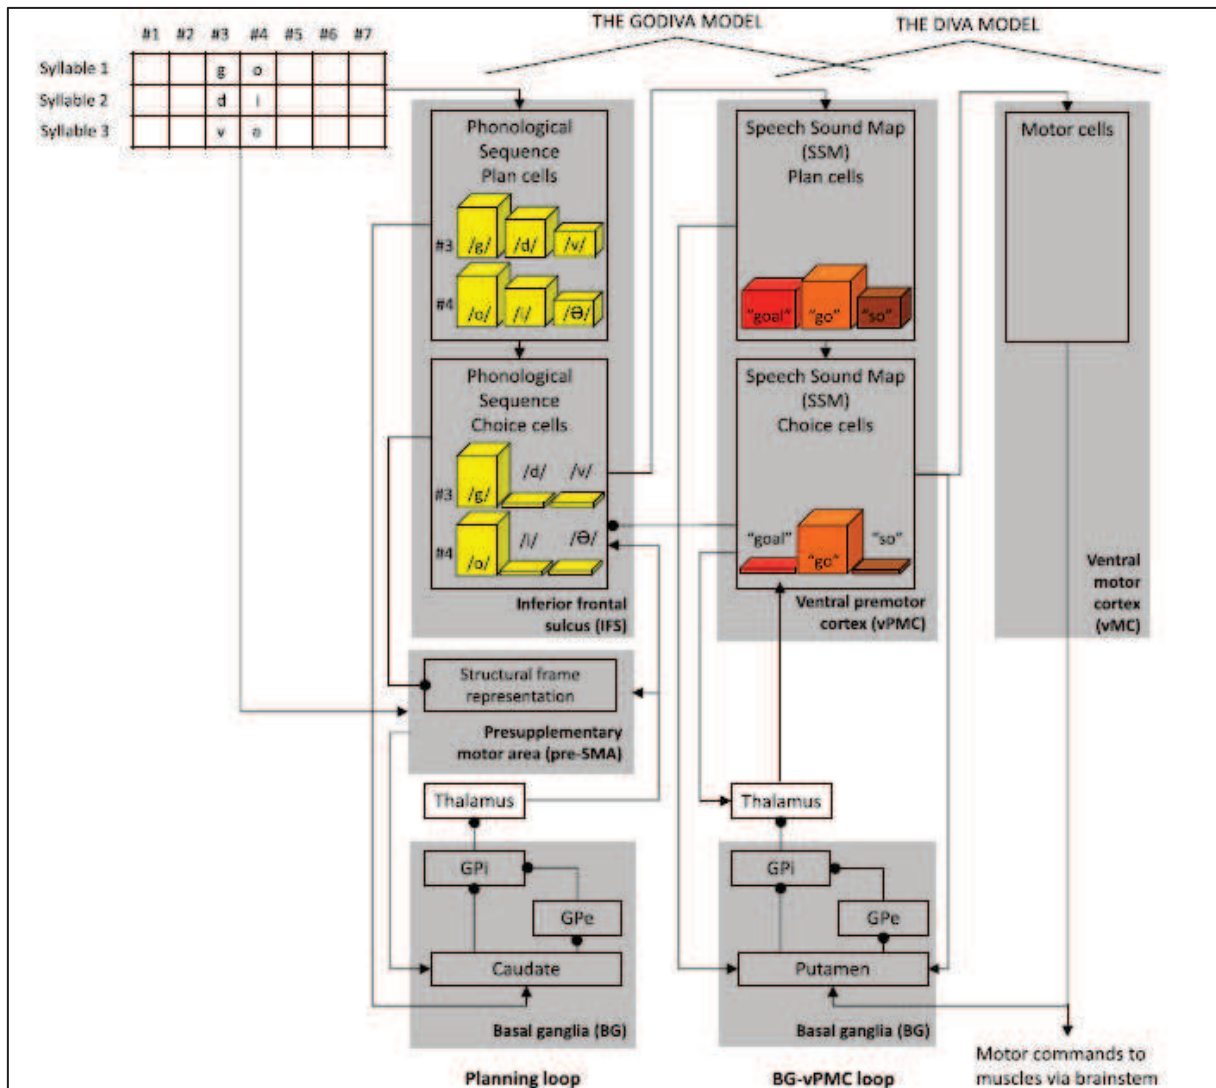 THE GODIVA MODEL
THE DIVA MODEL
#1 #2 #3 #4 #5 #6 #7
Syllable 1 g o
Syllable 2 d i
Syllable 3 v ə
Phonological
Sequence
Plan cells
#3 /g/ /d/ /v/
#4 /o/ /i/ /Ə/
Speech Sound Map
(SSM)
Plan cells
"goal" "go" "so"
Motor cells
Phonological
Sequence
Choice cells
/d/ /v/
#3 /g/
/i/ /Ə/
#4 /o/
Inferior frontal
sulcus (IFS)
Speech Sound Map
(SSM)
Choice cells
"goal" "so"
"go"
Ventral premotor
cortex (vPMC)
Ventral
motor
cortex
(vMC)
Structural frame
representation
Presupplementary
motor area (pre-SMA)
Thalamus
GPi
GPe
Caudate
Basal ganglia (BG)
Planning loop
Thalamus
GPi
GPe
Putamen
Basal ganglia (BG)
BG-vPMC loop
Motor commands to
muscles via brainstem